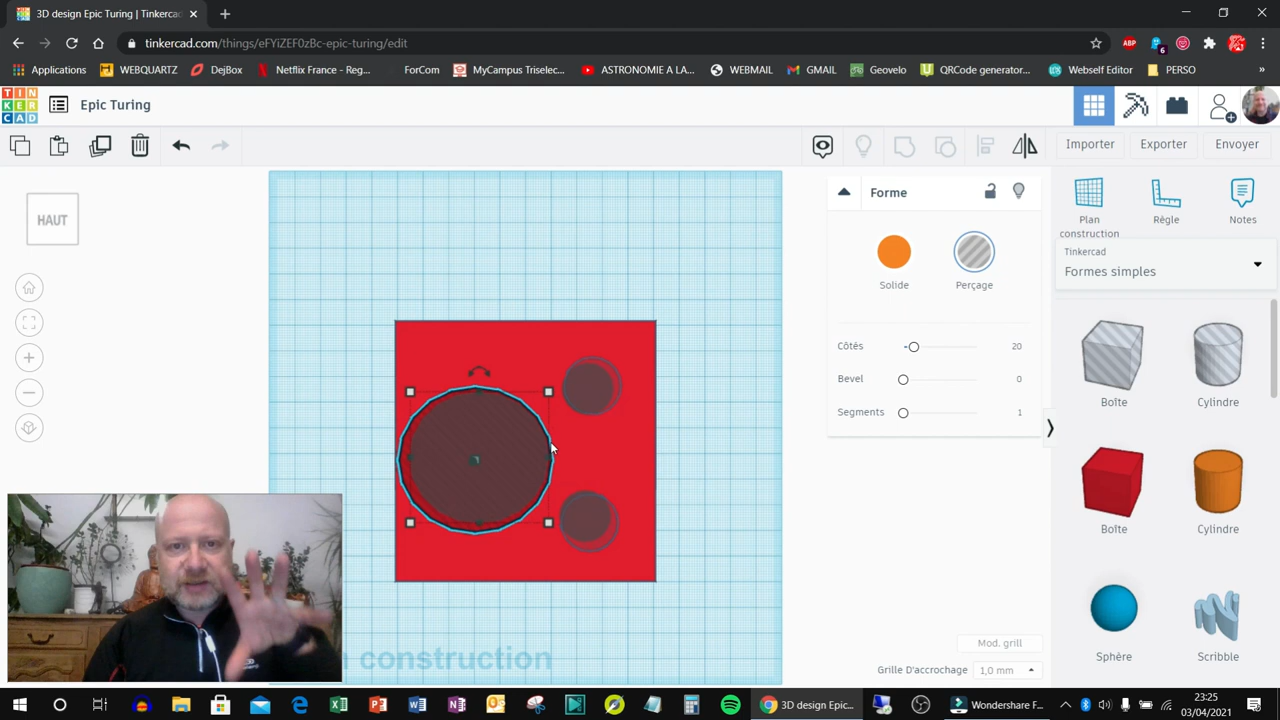 3D design Epic Turing | Tinkercad
tinkercad.com/things/eFYiZEF0zBc-epic-turing/edit
ABP
6
Applications
WEBQUARTZ
DejBox
Netflix France - Reg...
ForCom
MyCampus Triselec...
ASTRONOMIE A LA...
WEBMAIL
GMAIL
Geovelo
QRCode generator...
Webself Editor
PERSO
TIN
KER
CAD
Epic Turing
Importer
Exporter
Envoyer
HAUT
Forme
Solide
Perçage
Côtés
20
Bevel
0
Segments
1
Plan construction
Règle
Notes
Tinkercad
Formes simples
Boîte
Cylindre
Boîte
Cylindre
Sphère
Scribble
construction
Mod. grill
Grille D'accrochage
1,0 mm
3D design Epic...
Wondershare F...
23:25
03/04/2021